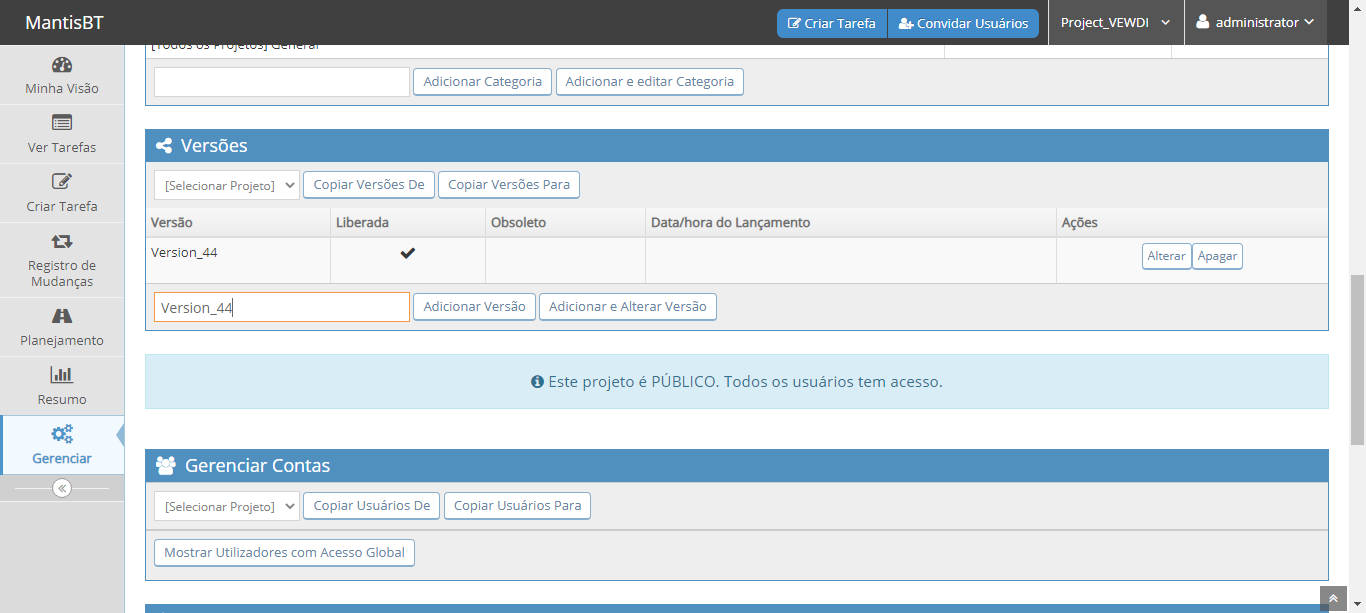 MantisBT
Criar Tarefa
Convidar Usuários
Project_VEWDI
administrator
[Todos os Projetos] General
Minha Visão
Ver Tarefas
Criar Tarefa
Registro de
Mudanças
Planejamento
Resumo
Gerenciar
Adicionar Categoria
Adicionar e editar Categoria
Versões
[Selecionar Projeto]
Copiar Versões De
Copiar Versões Para
Versão
Liberada
Obsoleto
Data/hora do Lançamento
Ações
Version_44
Alterar
Apagar
Version_44
Adicionar Versão
Adicionar e Alterar Versão
Este projeto é PÚBLICO. Todos os usuários tem acesso.
Gerenciar Contas
[Selecionar Projeto]
Copiar Usuários De
Copiar Usuários Para
Mostrar Utilizadores com Acesso Global